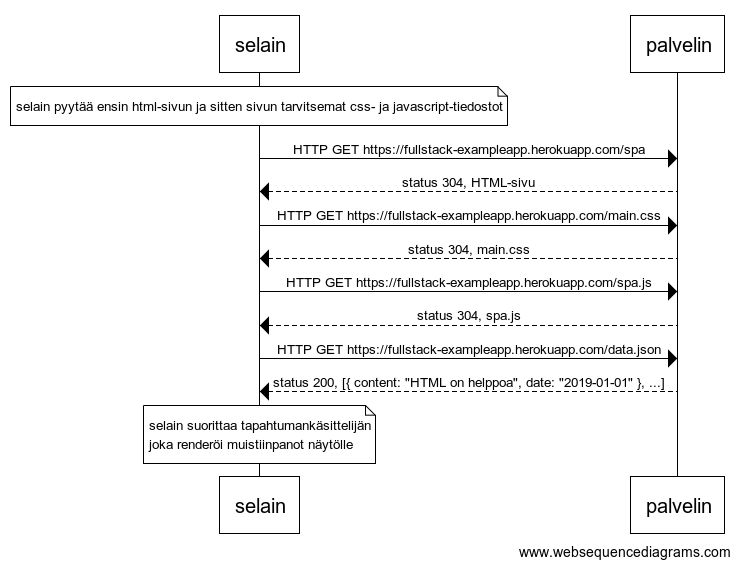 selain palvelin
selain pyytää ensin html-sivun ja sitten sivun tarvitsemat css- ja javascript-tiedostot
HTTP GET https://fullstack-exampleapp.herokuapp.com/spa
status 304, HTML-sivu
HTTP GET https://fullstack-exampleapp.herokuapp.com/main.css
status 304, main.css
HTTP GET https://fullstack-exampleapp.herokuapp.com/spa.js
status 304, spa.js
HTTP GET https://fullstack-exampleapp.herokuapp.com/data.json
status 200, [{ content: "HTML on helppoa", date: "2019-01-01" }, ...]
selain suorittaa tapahtumankäsittelijän
joka renderöi muistiinpanot näytölle
selain palvelin
www.websequencediagrams.com